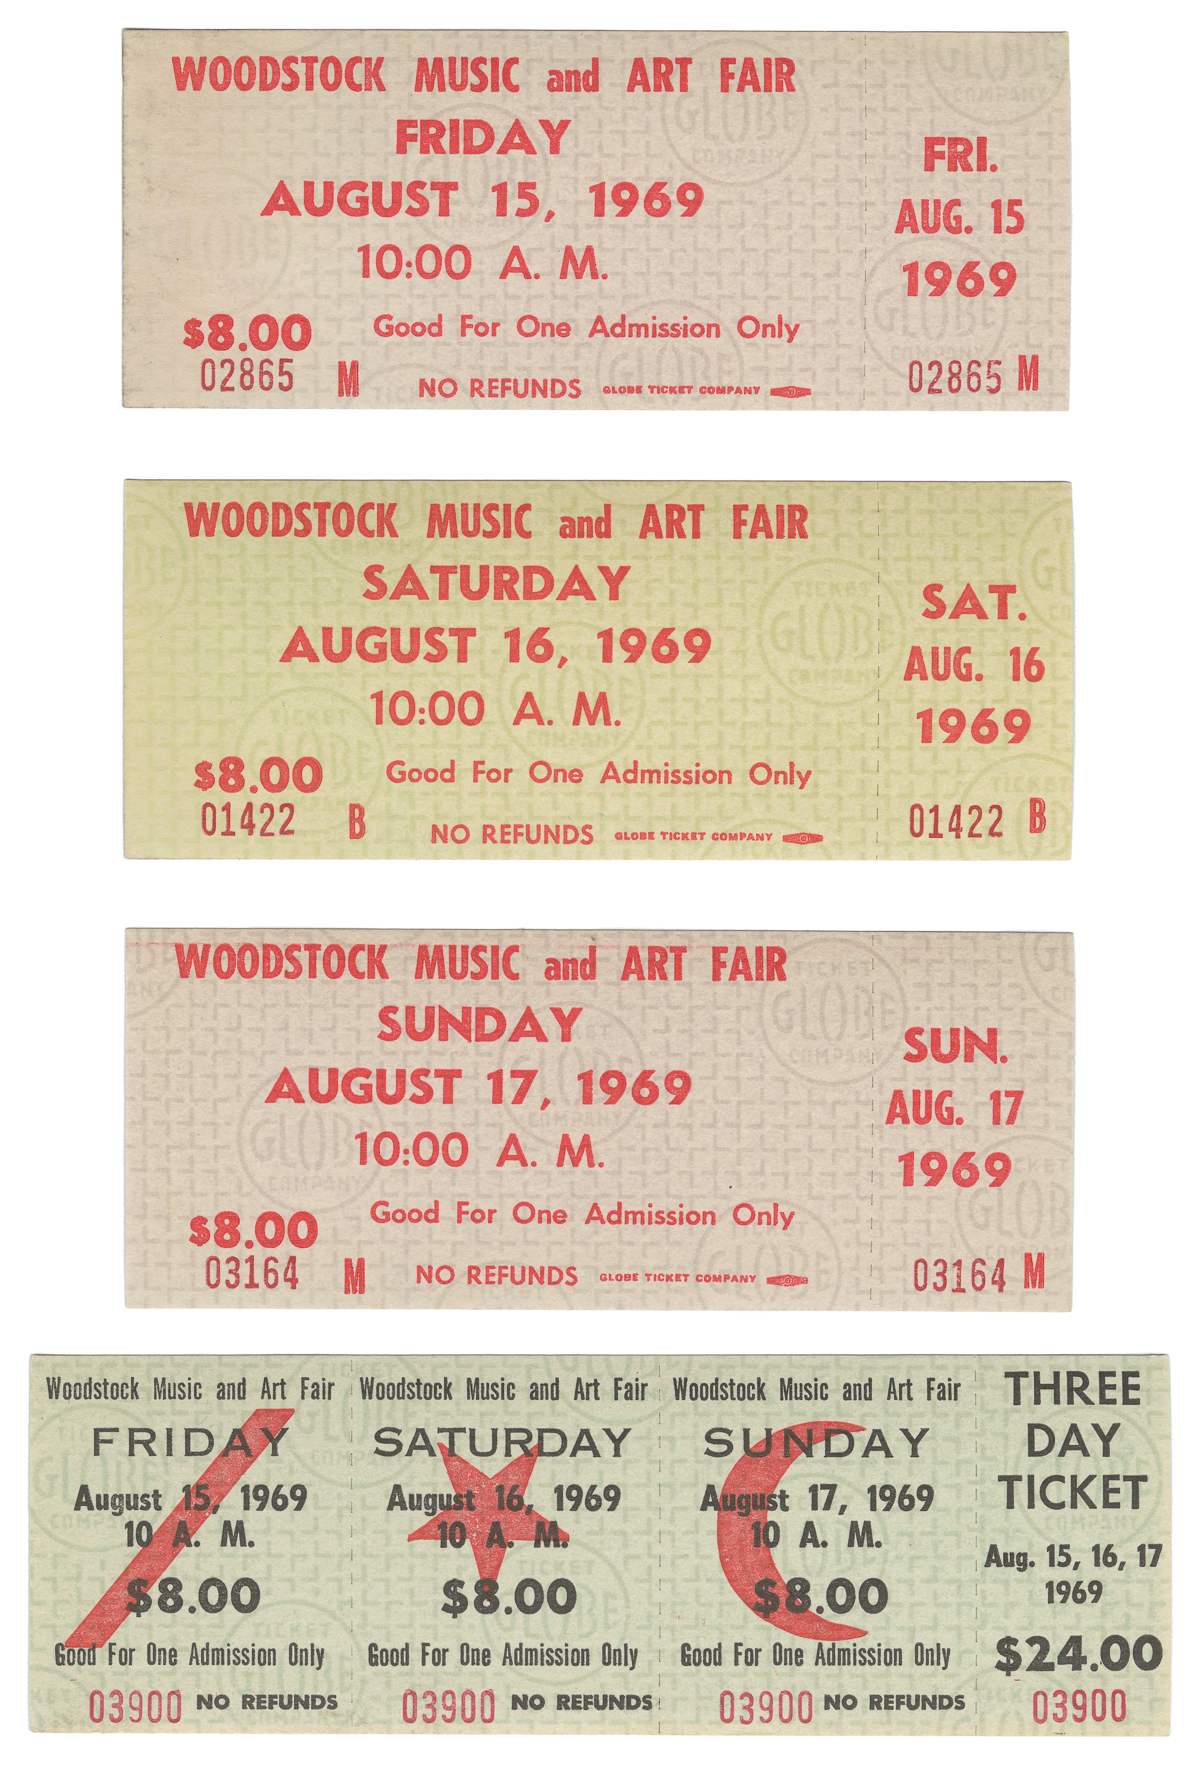 WOODSTOCK MUSIC and ART FAIR
FRIDAY
AUGUST 15, 1969
10:00 A. M.
$8.00
Good For One Admission Only
02865 M
NO REFUNDS GLOBE TICKET COMPANY
FRI.
AUG. 15
1969
02865 M
WOODSTOCK MUSIC and ART FAIR
SATURDAY
AUGUST 16, 1969
10:00 A. M.
$8.00
Good For One Admission Only
01422 B
NO REFUNDS GLOBE TICKET COMPANY
SAT.
AUG. 16
1969
01422 B
WOODSTOCK MUSIC and ART FAIR
SUNDAY
AUGUST 17, 1969
10:00 A. M.
$8.00
Good For One Admission Only
03164 M
NO REFUNDS GLOBE TICKET COMPANY
SUN.
AUG. 17
1969
03164 M
Woodstock Music and Art Fair
FRIDAY
August 15, 1969
10 A. M.
$8.00
Good For One Admission Only
03900 NO REFUNDS
Woodstock Music and Art Fair
SATURDAY
August 16, 1969
10 A. M.
$8.00
Good For One Admission Only
03900 NO REFUNDS
Woodstock Music and Art Fair
SUNDAY
August 17, 1969
10 A. M.
$8.00
Good For One Admission Only
03900 NO REFUNDS
THREE
DAY
TICKET
Aug. 15, 16, 17
1969
$24.00
03900